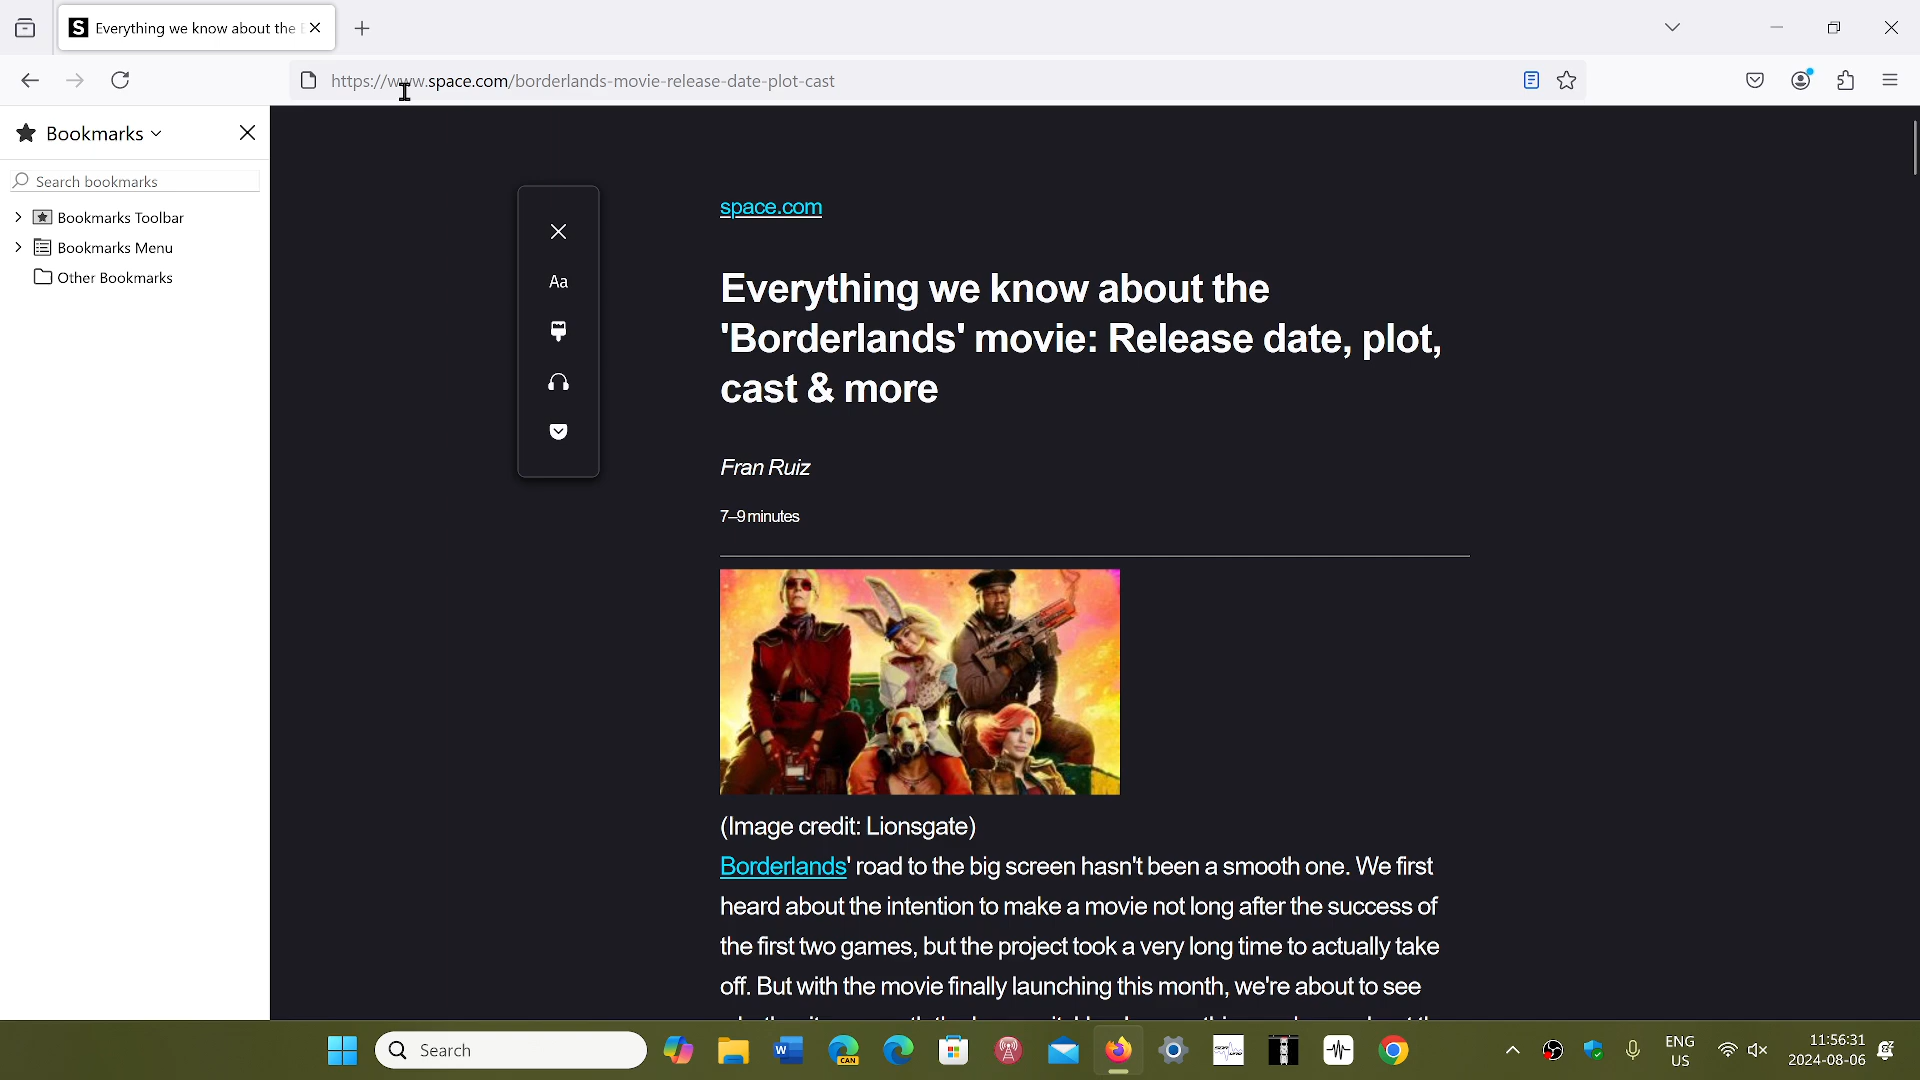 Everything we know about the
https://www.space.com/borderlands-movie-release-date-plot-cast
Bookmarks
Search bookmarks
Bookmarks Toolbar
Bookmarks Menu
Other Bookmarks
Aa
space.com
Everything we know about the
'Borderlands' movie: Release date, plot,
cast & more
Fran Ruiz
7–9 minutes
(Image credit: Lionsgate)
Borderlands' road to the big screen hasn't been a smooth one. We first
heard about the intention to make a movie not long after the success of
the first two games, but the project took a very long time to actually take
off. But with the movie finally launching this month, we're about to see
Search
CAN
ENG
US
11:56:31
2024-08-06